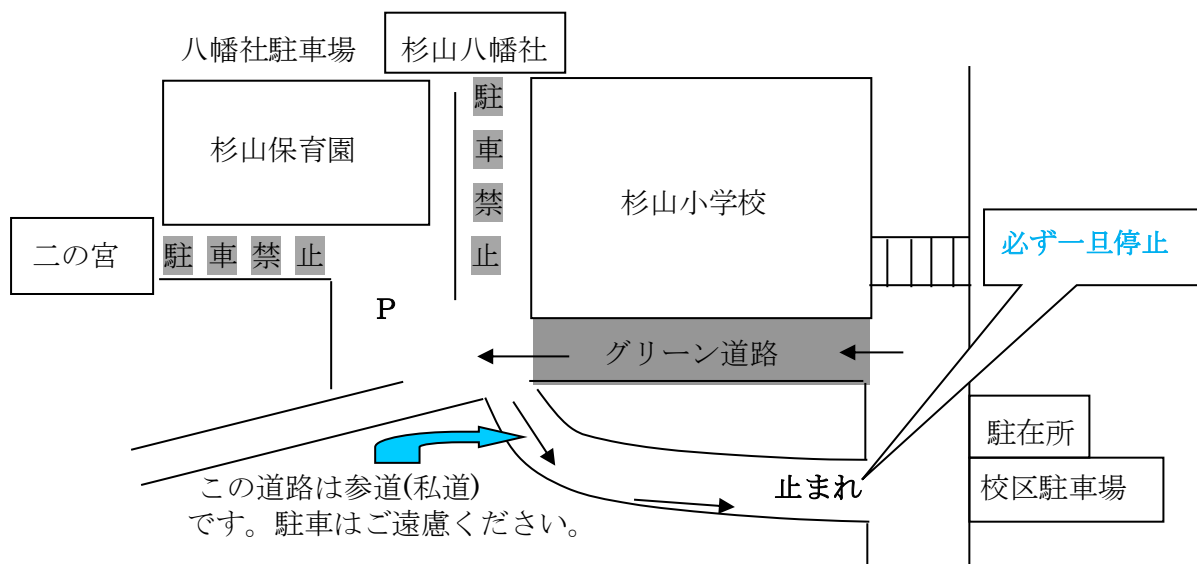 八幡社駐車場
杉山八幡社
駐車禁止
杉山保育園
杉山小学校
二の宮
駐車禁止
必ず一旦停止
P
グリーン道路
駐在所
止まれ
校区駐車場
この道路は参道(私道)
です。駐車はご遠慮ください。